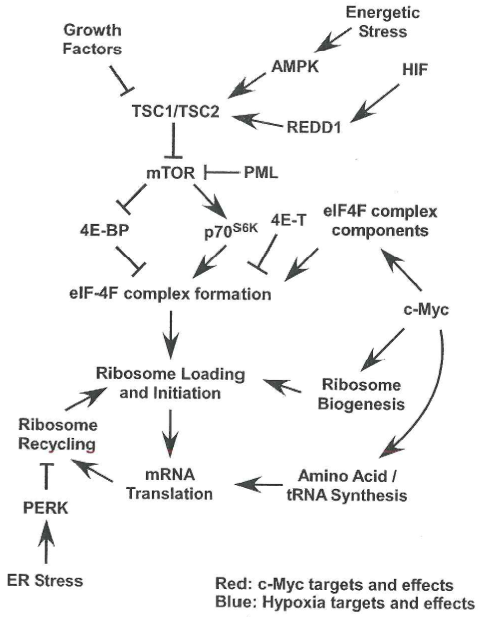 Energetic
Stress
Growth
Factors
AMPK
HIF
TSC1/TSC2
REDD1
mTOR
PML
4E-BP
p70S6K
4E-T
eIF4F complex
components
eIF-4F complex formation
c-Myc
Ribosome Loading
and Initiation
Ribosome
Biogenesis
Ribosome
Recycling
mRNA
Translation
Amino Acid /
tRNA Synthesis
PERK
ER Stress
Red: c-Myc targets and effects
Blue: Hypoxia targets and effects